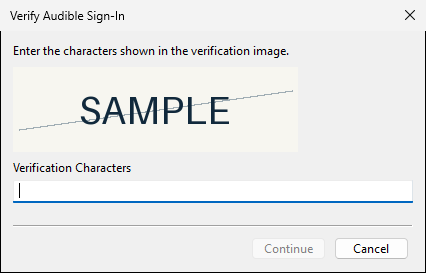 Verify Audible Sign-In
Enter the characters shown in the verification image.
SAMPLE
Verification Characters
Continue
Cancel